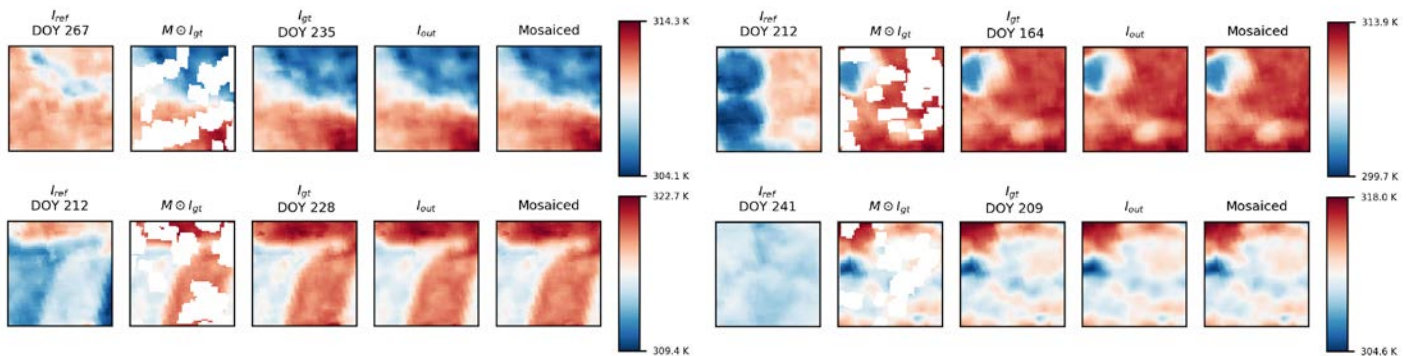 I_ref
DOY 267
M ⊙ I_gt
I_gt
DOY 235
I_out
Mosaiced
314.3 K
304.1 K
I_ref
DOY 212
M ⊙ I_gt
I_gt
DOY 164
I_out
Mosaiced
313.9 K
299.7 K
I_ref
DOY 212
M ⊙ I_gt
I_gt
DOY 228
I_out
Mosaiced
322.7 K
309.4 K
I_ref
DOY 241
M ⊙ I_gt
I_gt
DOY 209
I_out
Mosaiced
318.0 K
304.6 K